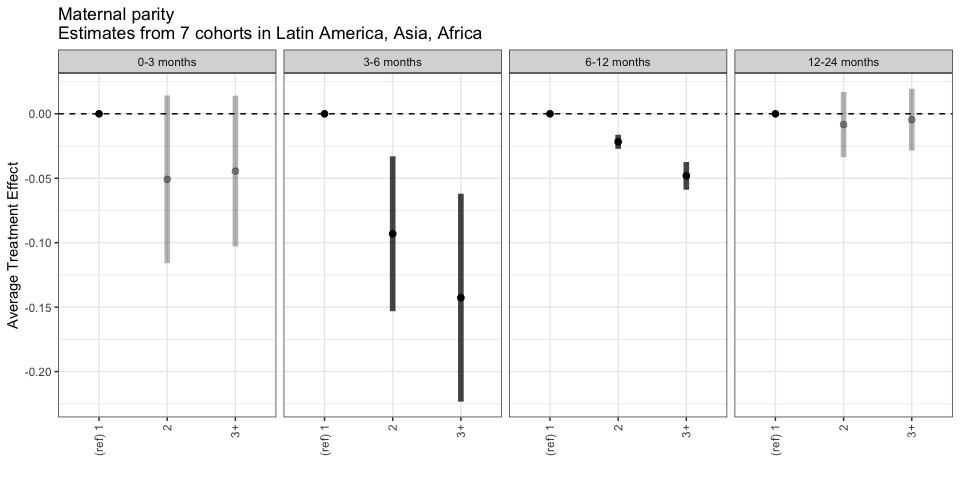 Maternal parity
Estimates from 7 cohorts in Latin America, Asia, Africa
0-3 months
3-6 months
6-12 months
12-24 months
Average Treatment Effect
0.00
-0.05
-0.10
-0.15
-0.20
(ref) 1
2
3+
(ref) 1
2
3+
(ref) 1
2
3+
(ref) 1
2
3+